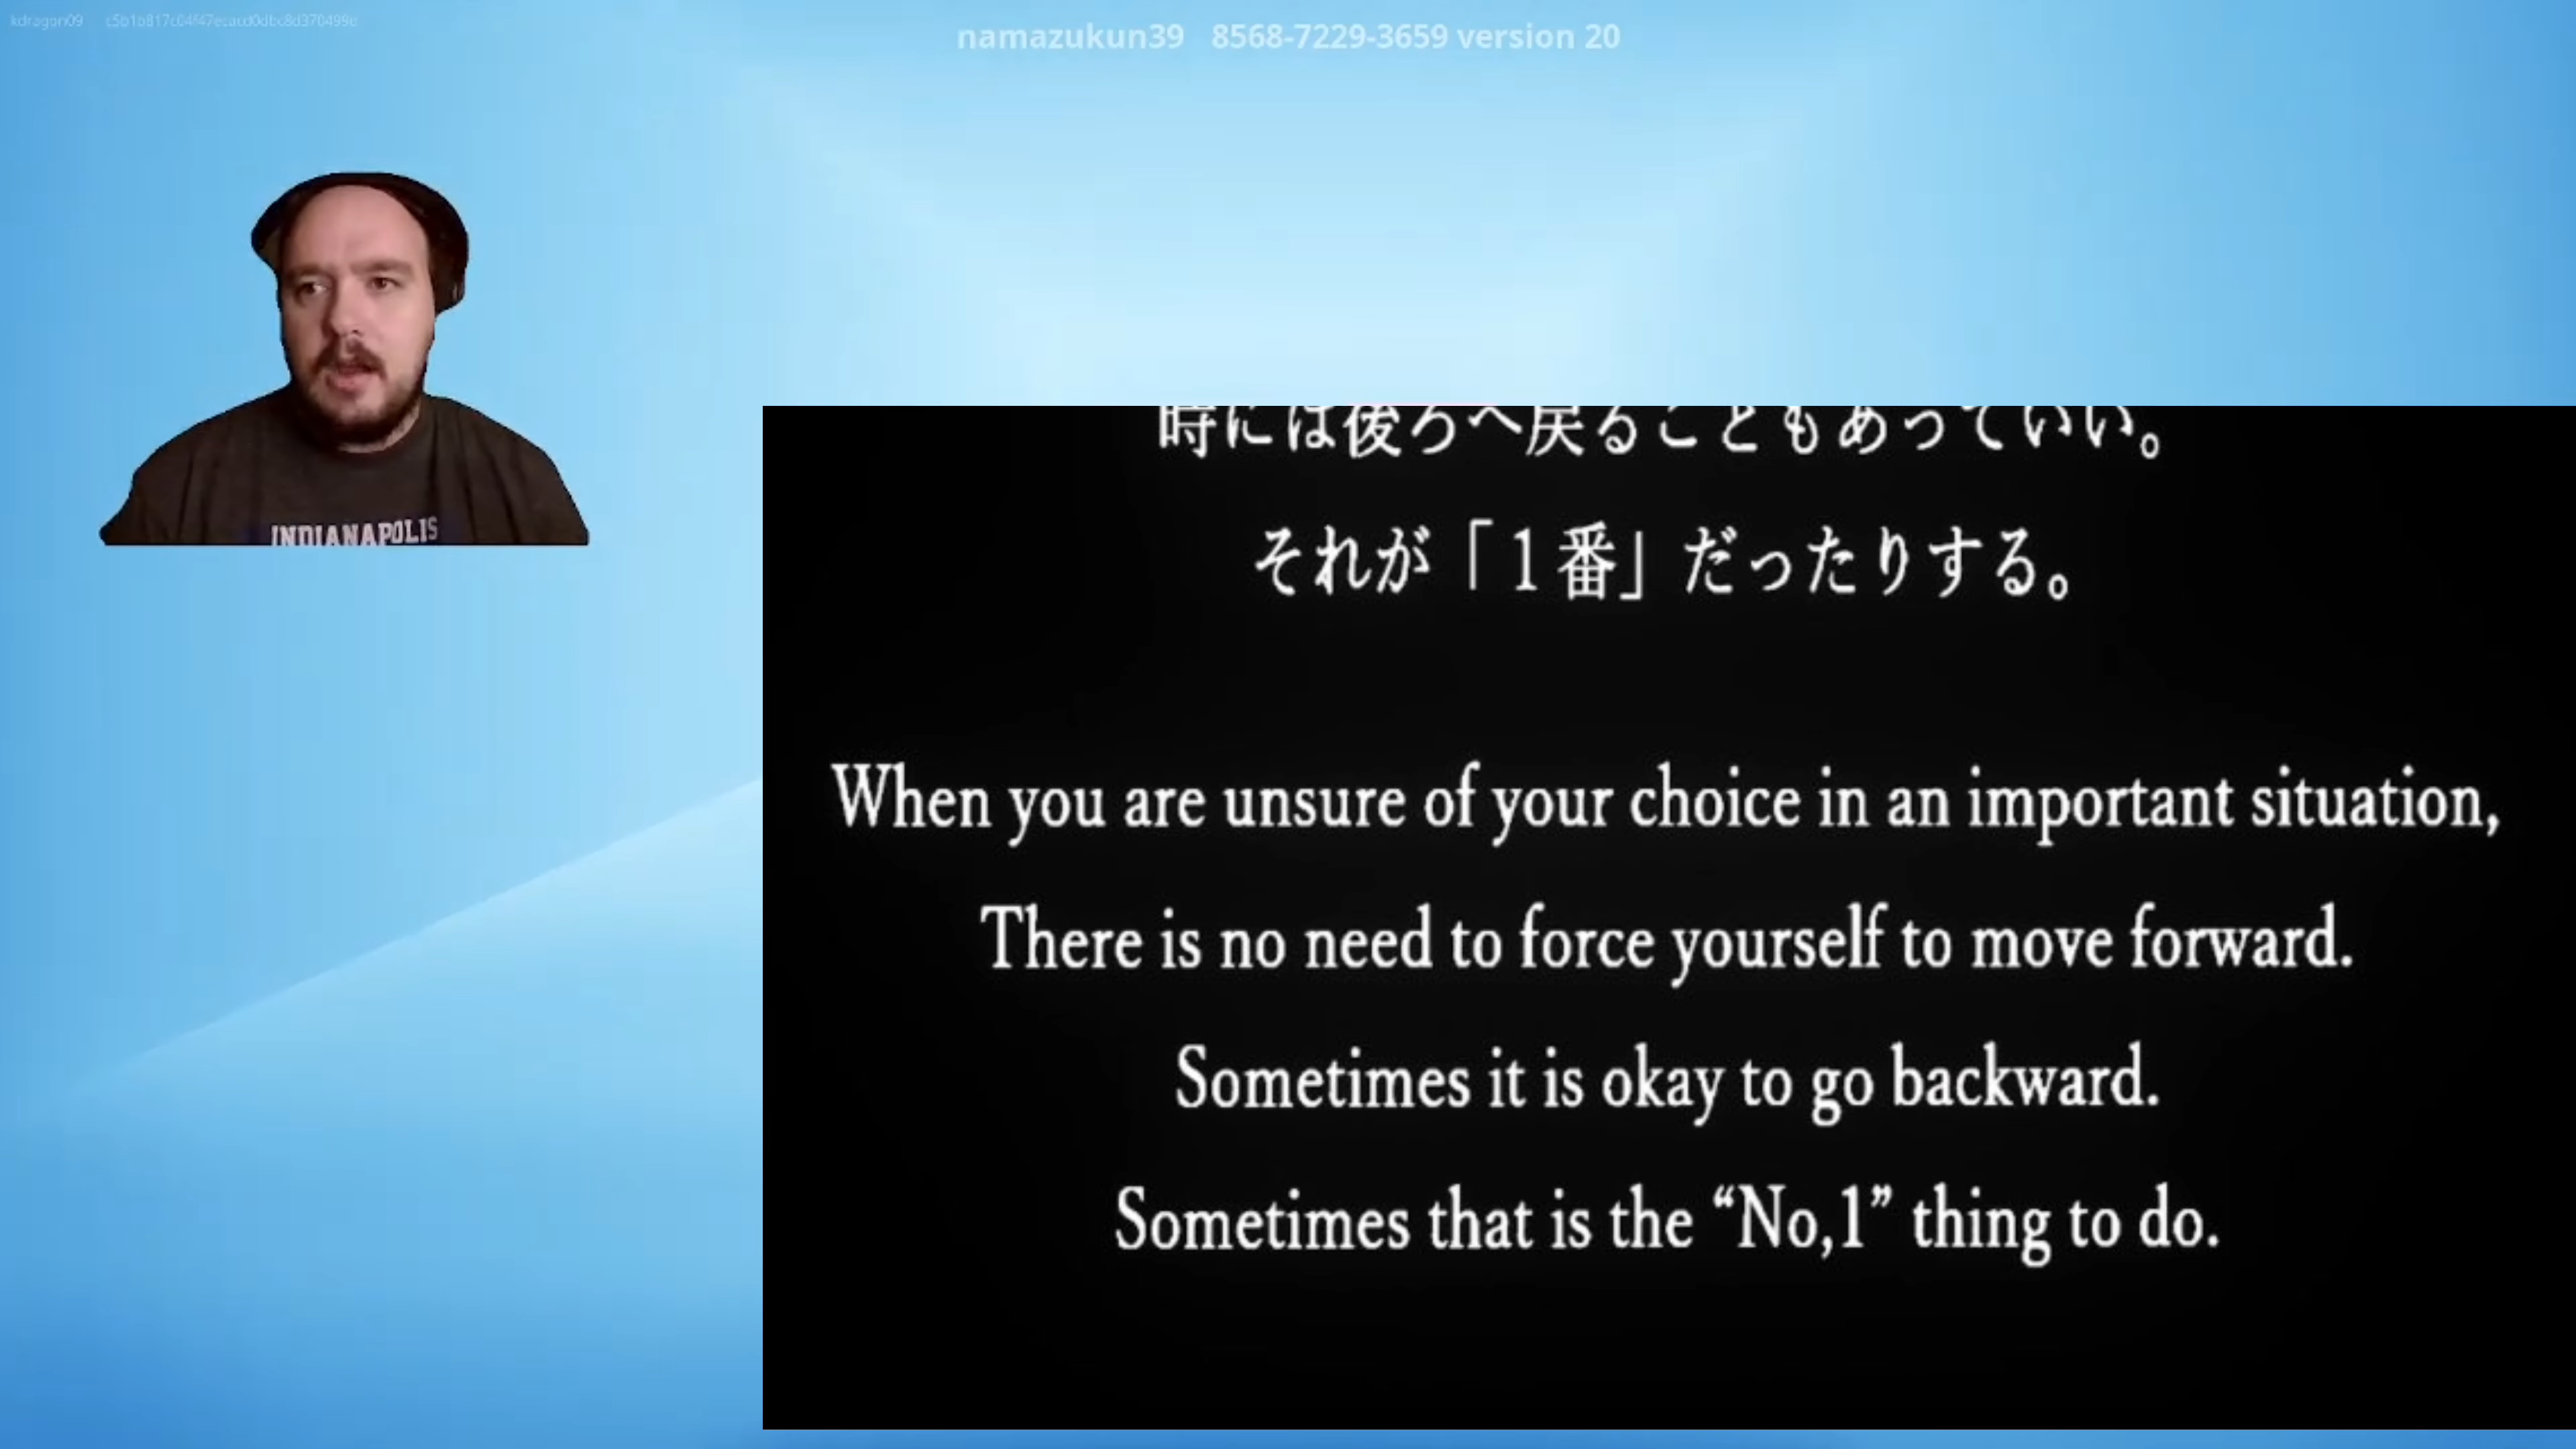 kdragon09 c5b1b817c04f47ecacd0dbc8d370499e
namazukun39 8568-7229-3659 version 20
INDIANAPOLIS
時には後ろへ戻ることもあっていい。
それが「１番」だったりする。
When you are unsure of your choice in an important situation,
There is no need to force yourself to move forward.
Sometimes it is okay to go backward.
Sometimes that is the “No,1” thing to do.